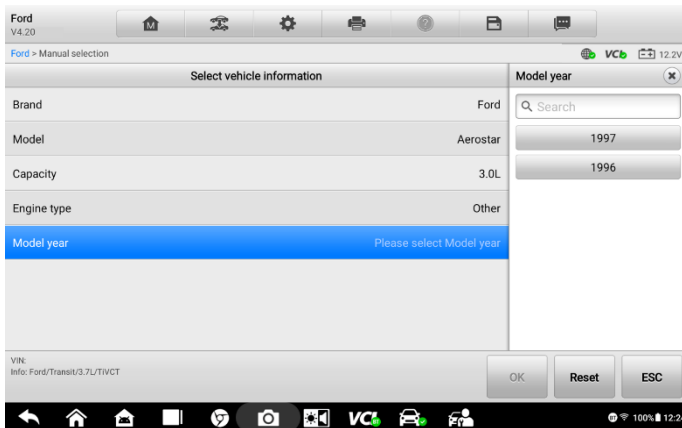 Ford
V4.20
M
Ford > Manual selection
VCI
12.2V
Select vehicle information
Brand Ford
Model Aerostar
Capacity 3.0L
Engine type Other
Model year Please select Model year
Model year
Search
1997
1996
VIN:
Info: Ford/Transit/3.7L/TiVCT
OK
Reset
ESC
VCI
100%